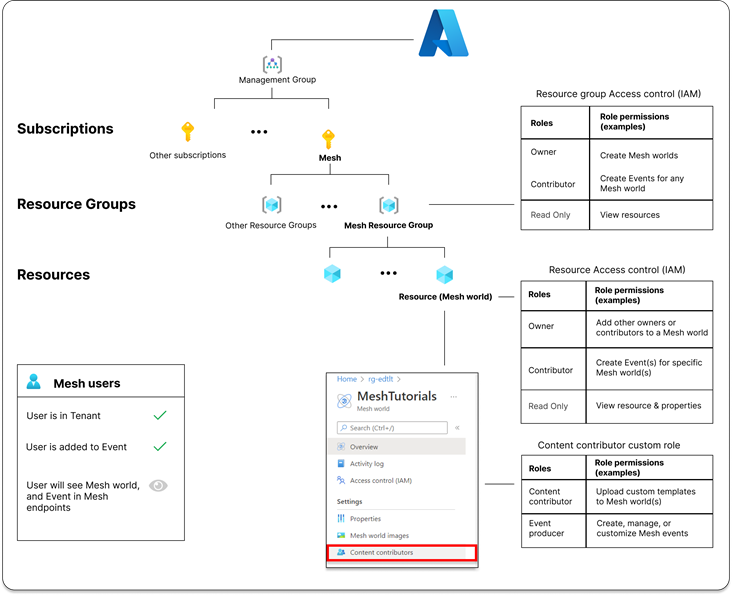 Management Group
Subscriptions
Other subscriptions
Mesh
Resource Groups
Other Resource Groups
Mesh Resource Group
Resources
Resource (Mesh world)
Resource group Access control (IAM)
Roles
Role permissions
(examples)
Owner
Create Mesh worlds
Contributor
Create Events for any
Mesh world
Read Only
View resources
Resource Access control (IAM)
Roles
Role permissions
(examples)
Owner
Add other owners or
contributors to a Mesh world
Contributor
Create Event(s) for specific
Mesh world(s)
Read Only
View resource & properties
Content contributor custom role
Roles
Role permissions
(examples)
Content
contributor
Upload custom templates
to Mesh world(s)
Event
producer
Create, manage, or
customize Mesh events
Mesh users
User is in Tenant
User is added to Event
User will see Mesh world,
and Event in Mesh
endpoints
Home > rg-edtlt >
MeshTutorials ...
Mesh world
Search (Ctrl+/) «
Overview
Activity log
Access control (IAM)
Settings
Properties
Mesh world images
Content contributors